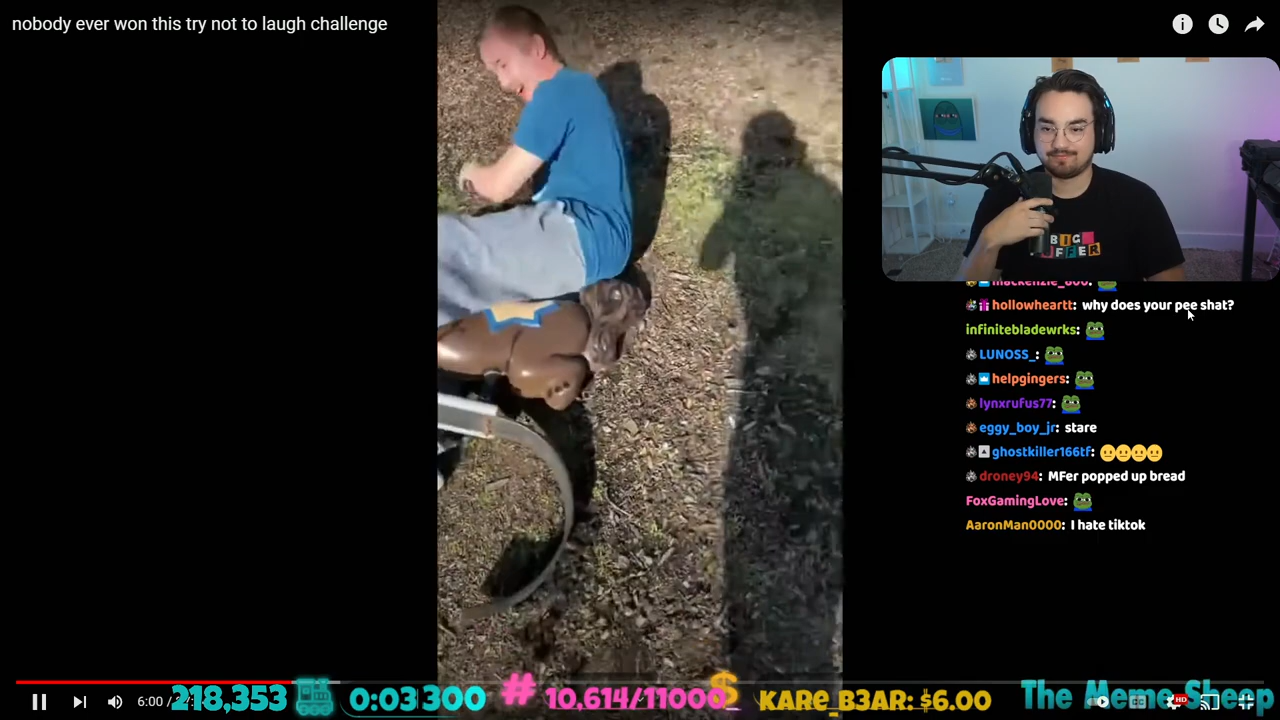 nobody ever won this try not to laugh challenge
BIG
hollowheartt: why does your pee shat?
infinitebladewrks:
LUNOSS_:
helpgingers:
lynxrufus77:
eggy_boy_jr: stare
ghostkiller166tf:
droney94: MFer popped up bread
FoxGamingLove:
AaronMan0000: I hate tiktok
6:00 /
218,353
0:03
300
# 10,614/11000
$
KARe_B3AR: $6.00
The Meme Sheep
HD